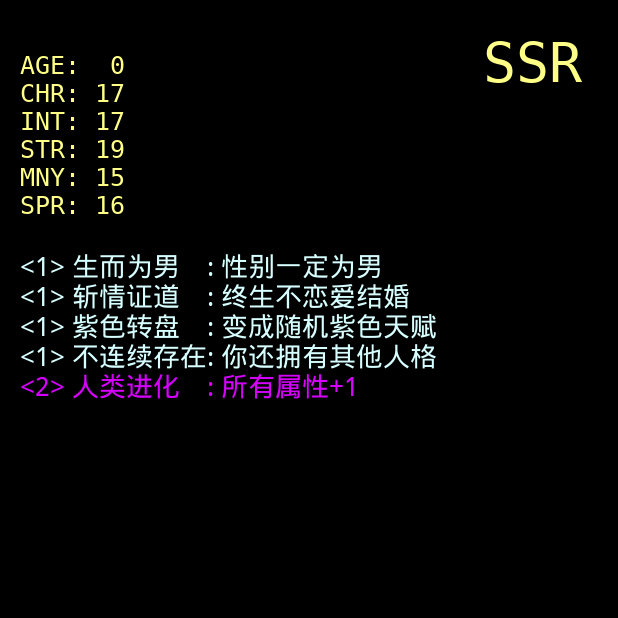 SSR
AGE:  0
CHR: 17
INT: 17
STR: 19
MNY: 15
SPR: 16
<1> 生而为男 : 性别一定为男
<1> 斩情证道 : 终生不恋爱结婚
<1> 紫色转盘 : 变成随机紫色天赋
<1> 不连续存在: 你还拥有其他人格
<2> 人类进化 : 所有属性+1